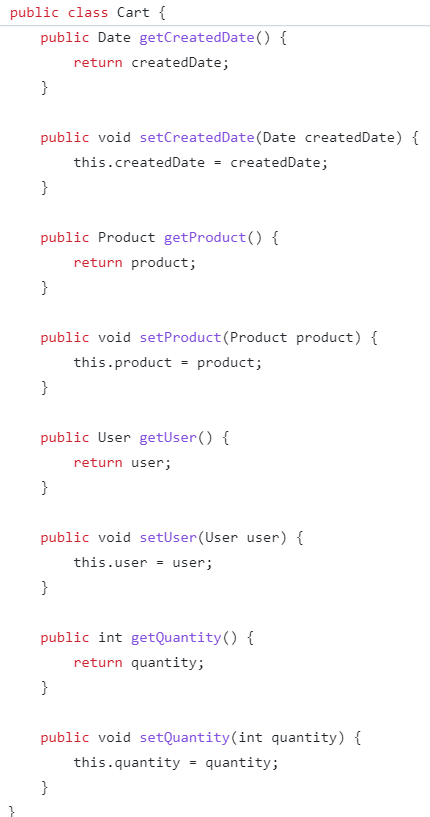 public class Cart {
    public Date getCreatedDate() {
        return createdDate;
    }

    public void setCreatedDate(Date createdDate) {
        this.createdDate = createdDate;
    }

    public Product getProduct() {
        return product;
    }

    public void setProduct(Product product) {
        this.product = product;
    }

    public User getUser() {
        return user;
    }

    public void setUser(User user) {
        this.user = user;
    }

    public int getQuantity() {
        return quantity;
    }

    public void setQuantity(int quantity) {
        this.quantity = quantity;
    }
}